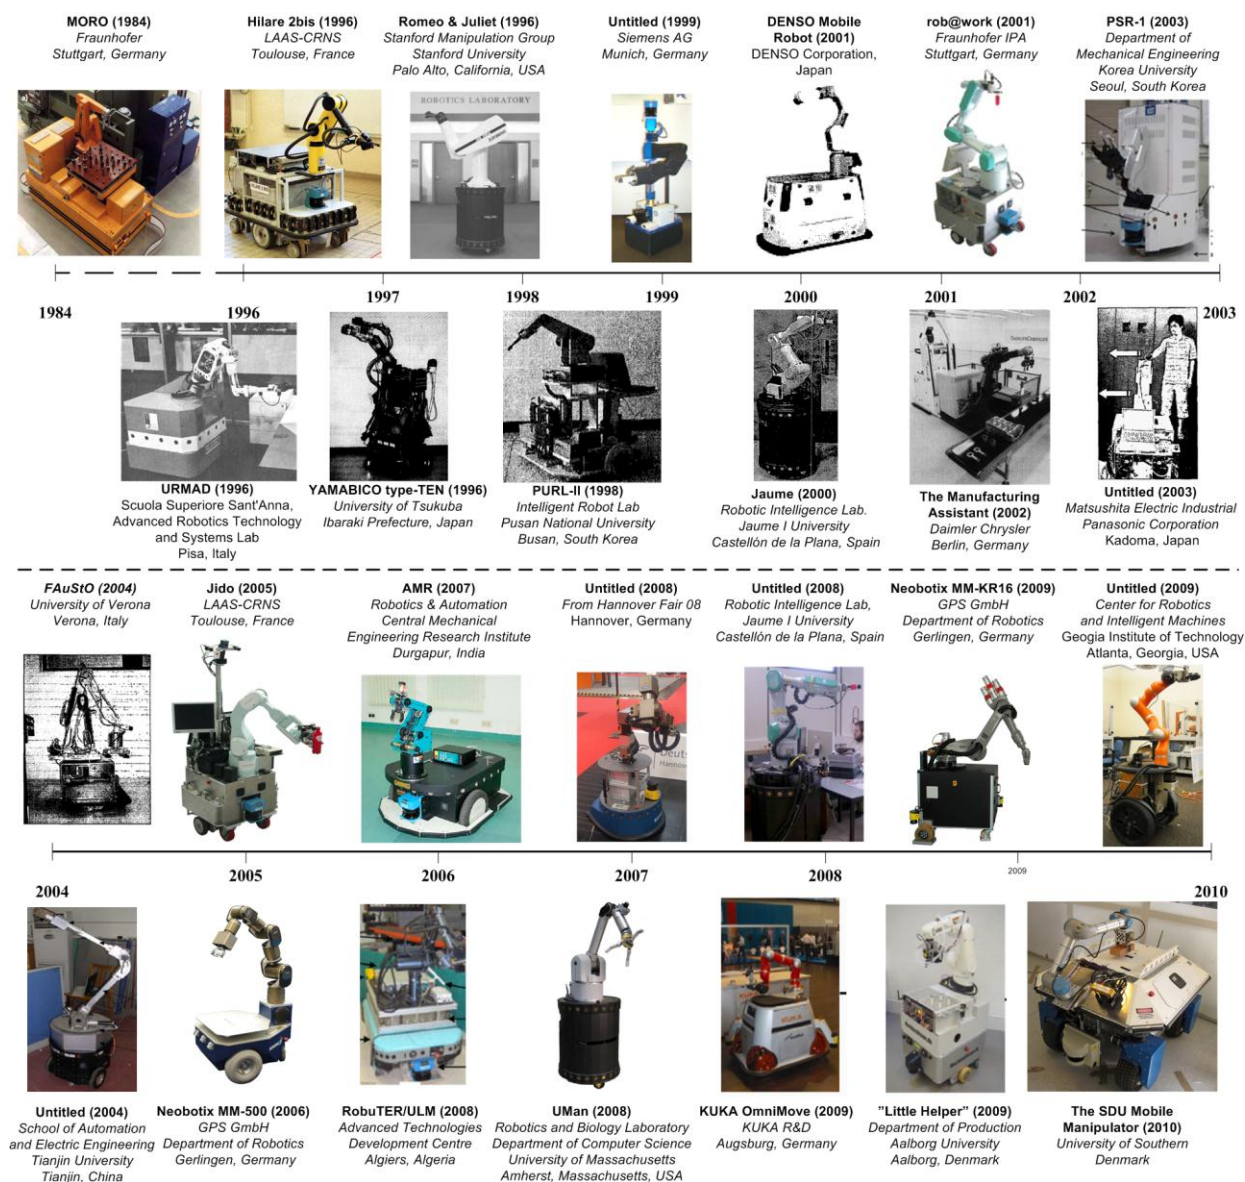 MORO (1984)
Fraunhofer
Stuttgart, Germany
Hilare 2bis (1996)
LAAS-CRNS
Toulouse, France
Romeo & Juliet (1996)
Stanford Manipulation Group
Stanford University
Palo Alto, California, USA
Untitled (1999)
Siemens AG
Munich, Germany
DENSO Mobile
Robot (2001)
DENSO Corporation,
Japan
rob@work (2001)
Fraunhofer IPA
Stuttgart, Germany
PSR-1 (2003)
Department of
Mechanical Engineering
Korea University
Seoul, South Korea
ROBOTICS LABORATORY
1984
1996
1997
1998
1999
2000
2001
2002
2003
URMAD (1996)
Scuola Superiore Sant'Anna,
Advanced Robotics Technology
and Systems Lab
Pisa, Italy
YAMABICO type-TEN (1996)
University of Tsukuba
Ibaraki Prefecture, Japan
PURL-II (1998)
Intelligent Robot Lab
Pusan National University
Busan, South Korea
Jaume (2000)
Robotic Intelligence Lab.
Jaume I University
Castellón de la Plana, Spain
The Manufacturing
Assistant (2002)
Daimler Chrysler
Berlin, Germany
Untitled (2003)
Matsushita Electric Industrial
Panasonic Corporation
Kadoma, Japan
FAuStO (2004)
University of Verona
Verona, Italy
Jido (2005)
LAAS-CRNS
Toulouse, France
AMR (2007)
Robotics & Automation
Central Mechanical
Engineering Research Institute
Durgapur, India
Untitled (2008)
From Hannover Fair 08
Hannover, Germany
Untitled (2008)
Robotic Intelligence Lab,
Jaume I University
Castellón de la Plana, Spain
Neobotix MM-KR16 (2009)
GPS GmbH
Department of Robotics
Gerlingen, Germany
Untitled (2009)
Center for Robotics
and Intelligent Machines
Geogia Institute of Technology
Atlanta, Georgia, USA
2004
2005
2006
2007
2008
2009
2010
KUKA
Untitled (2004)
School of Automation
and Electric Engineering
Tianjin University
Tianjin, China
Neobotix MM-500 (2006)
GPS GmbH
Department of Robotics
Gerlingen, Germany
RobuTER/ULM (2008)
Advanced Technologies
Development Centre
Algiers, Algeria
UMan (2008)
Robotics and Biology Laboratory
Department of Computer Science
University of Massachusetts
Amherst, Massachusetts, USA
KUKA OmniMove (2009)
KUKA R&D
Augsburg, Germany
"Little Helper" (2009)
Department of Production
Aalborg University
Aalborg, Denmark
The SDU Mobile
Manipulator (2010)
University of Southern
Denmark